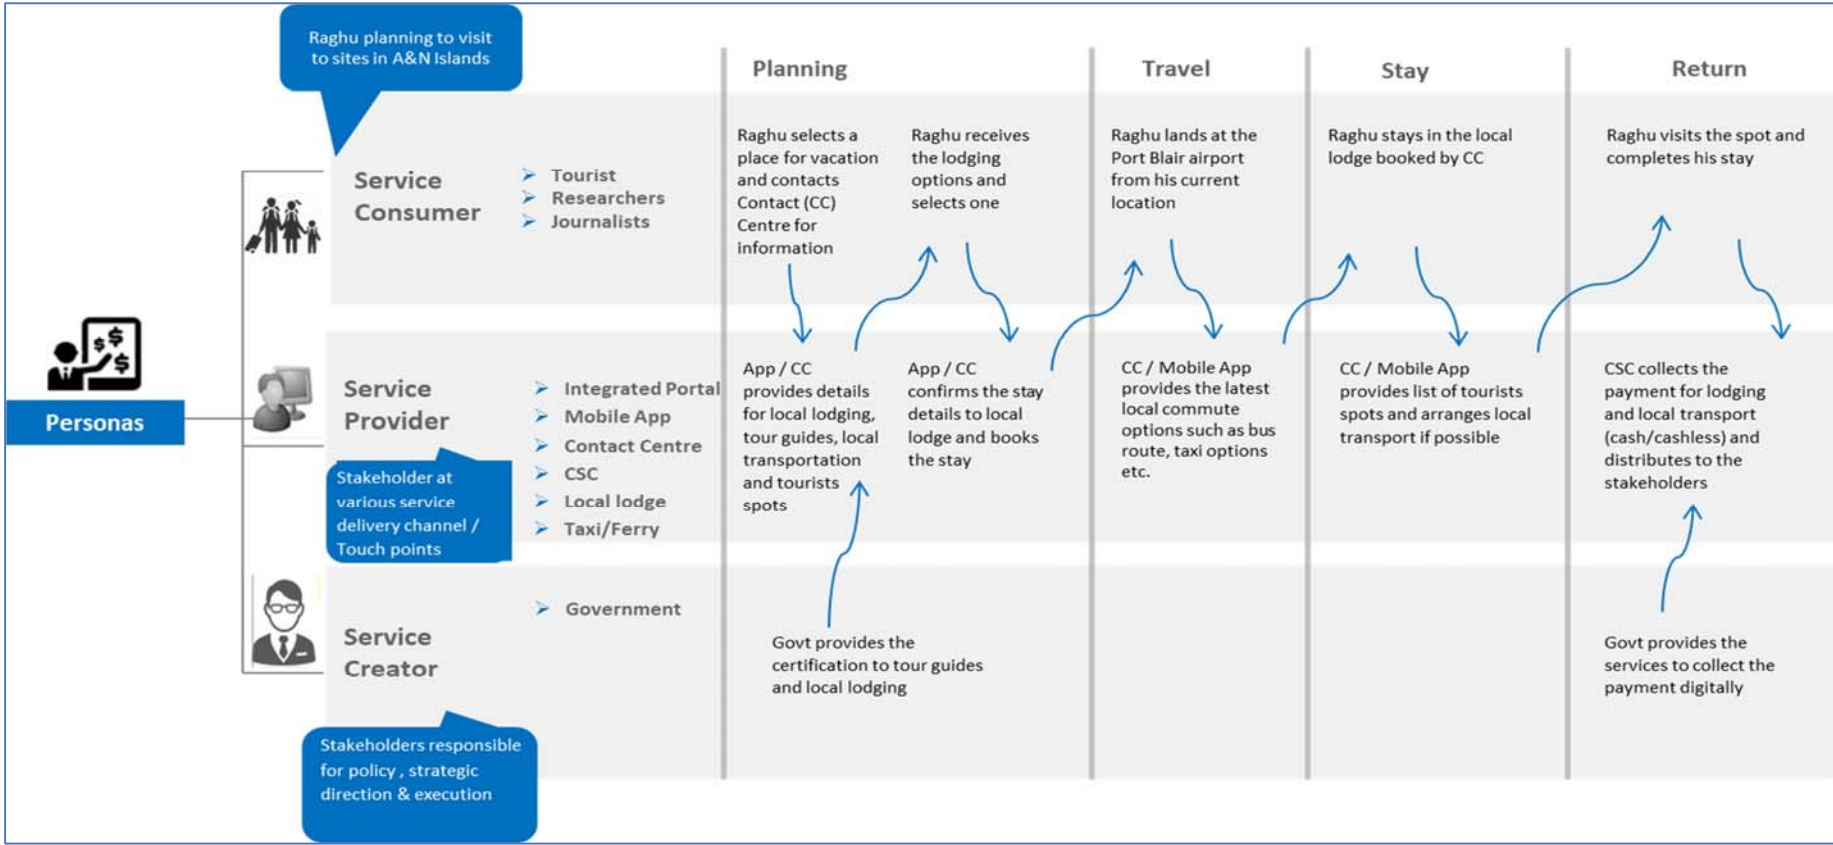 Raghu planning to visit
to sites in A&N Islands
Planning
Travel
Stay
Return
Service
Consumer
Tourist
Researchers
Journalists
Raghu selects a
place for vacation
and contacts
Contact (CC)
Centre for
information
Raghu receives
the lodging
options and
selects one
Raghu lands at the
Port Blair airport
from his current
location
Raghu stays in the local
lodge booked by CC
Raghu visits the spot and
completes his stay
$
$
$
Personas
Service
Provider
Integrated Portal
Mobile App
Contact Centre
CSC
Local lodge
Taxi/Ferry
Stakeholder at
various service
delivery channel /
Touch points
App / CC
provides details
for local lodging,
tour guides, local
transportation
and tourists
spots
App / CC
confirms the stay
details to local
lodge and books
the stay
CC / Mobile App
provides the latest
local commute
options such as bus
route, taxi options
etc.
CC / Mobile App
provides list of tourists
spots and arranges local
transport if possible
CSC collects the
payment for lodging
and local transport
(cash/cashless) and
distributes to the
stakeholders
Service
Creator
Government
Govt provides the
certification to tour guides
and local lodging
Govt provides the
services to collect the
payment digitally
Stakeholders responsible
for policy , strategic
direction & execution